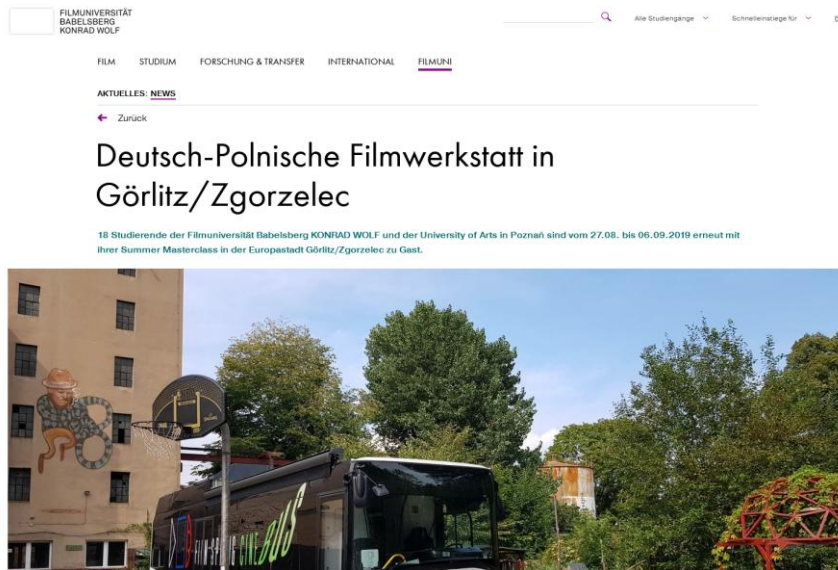 FILMUNIVERSITÄT
BABELSBERG
KONRAD WOLF
Alle Studiengänge
Schnelleinstiege für
FILM STUDIUM FORSCHUNG & TRANSFER INTERNATIONAL FILMUNI
AKTUELLES: NEWS
Zurück
Deutsch-Polnische Filmwerkstatt in
Görlitz/Zgorzelec
18 Studierende der Filmuniversität Babelsberg KONRAD WOLF und der University of Arts in Poznań sind vom 27.08. bis 06.09.2019 erneut mit
ihrer Summer Masterclass in der Europastadt Görlitz/Zgorzelec zu Gast.
BUS